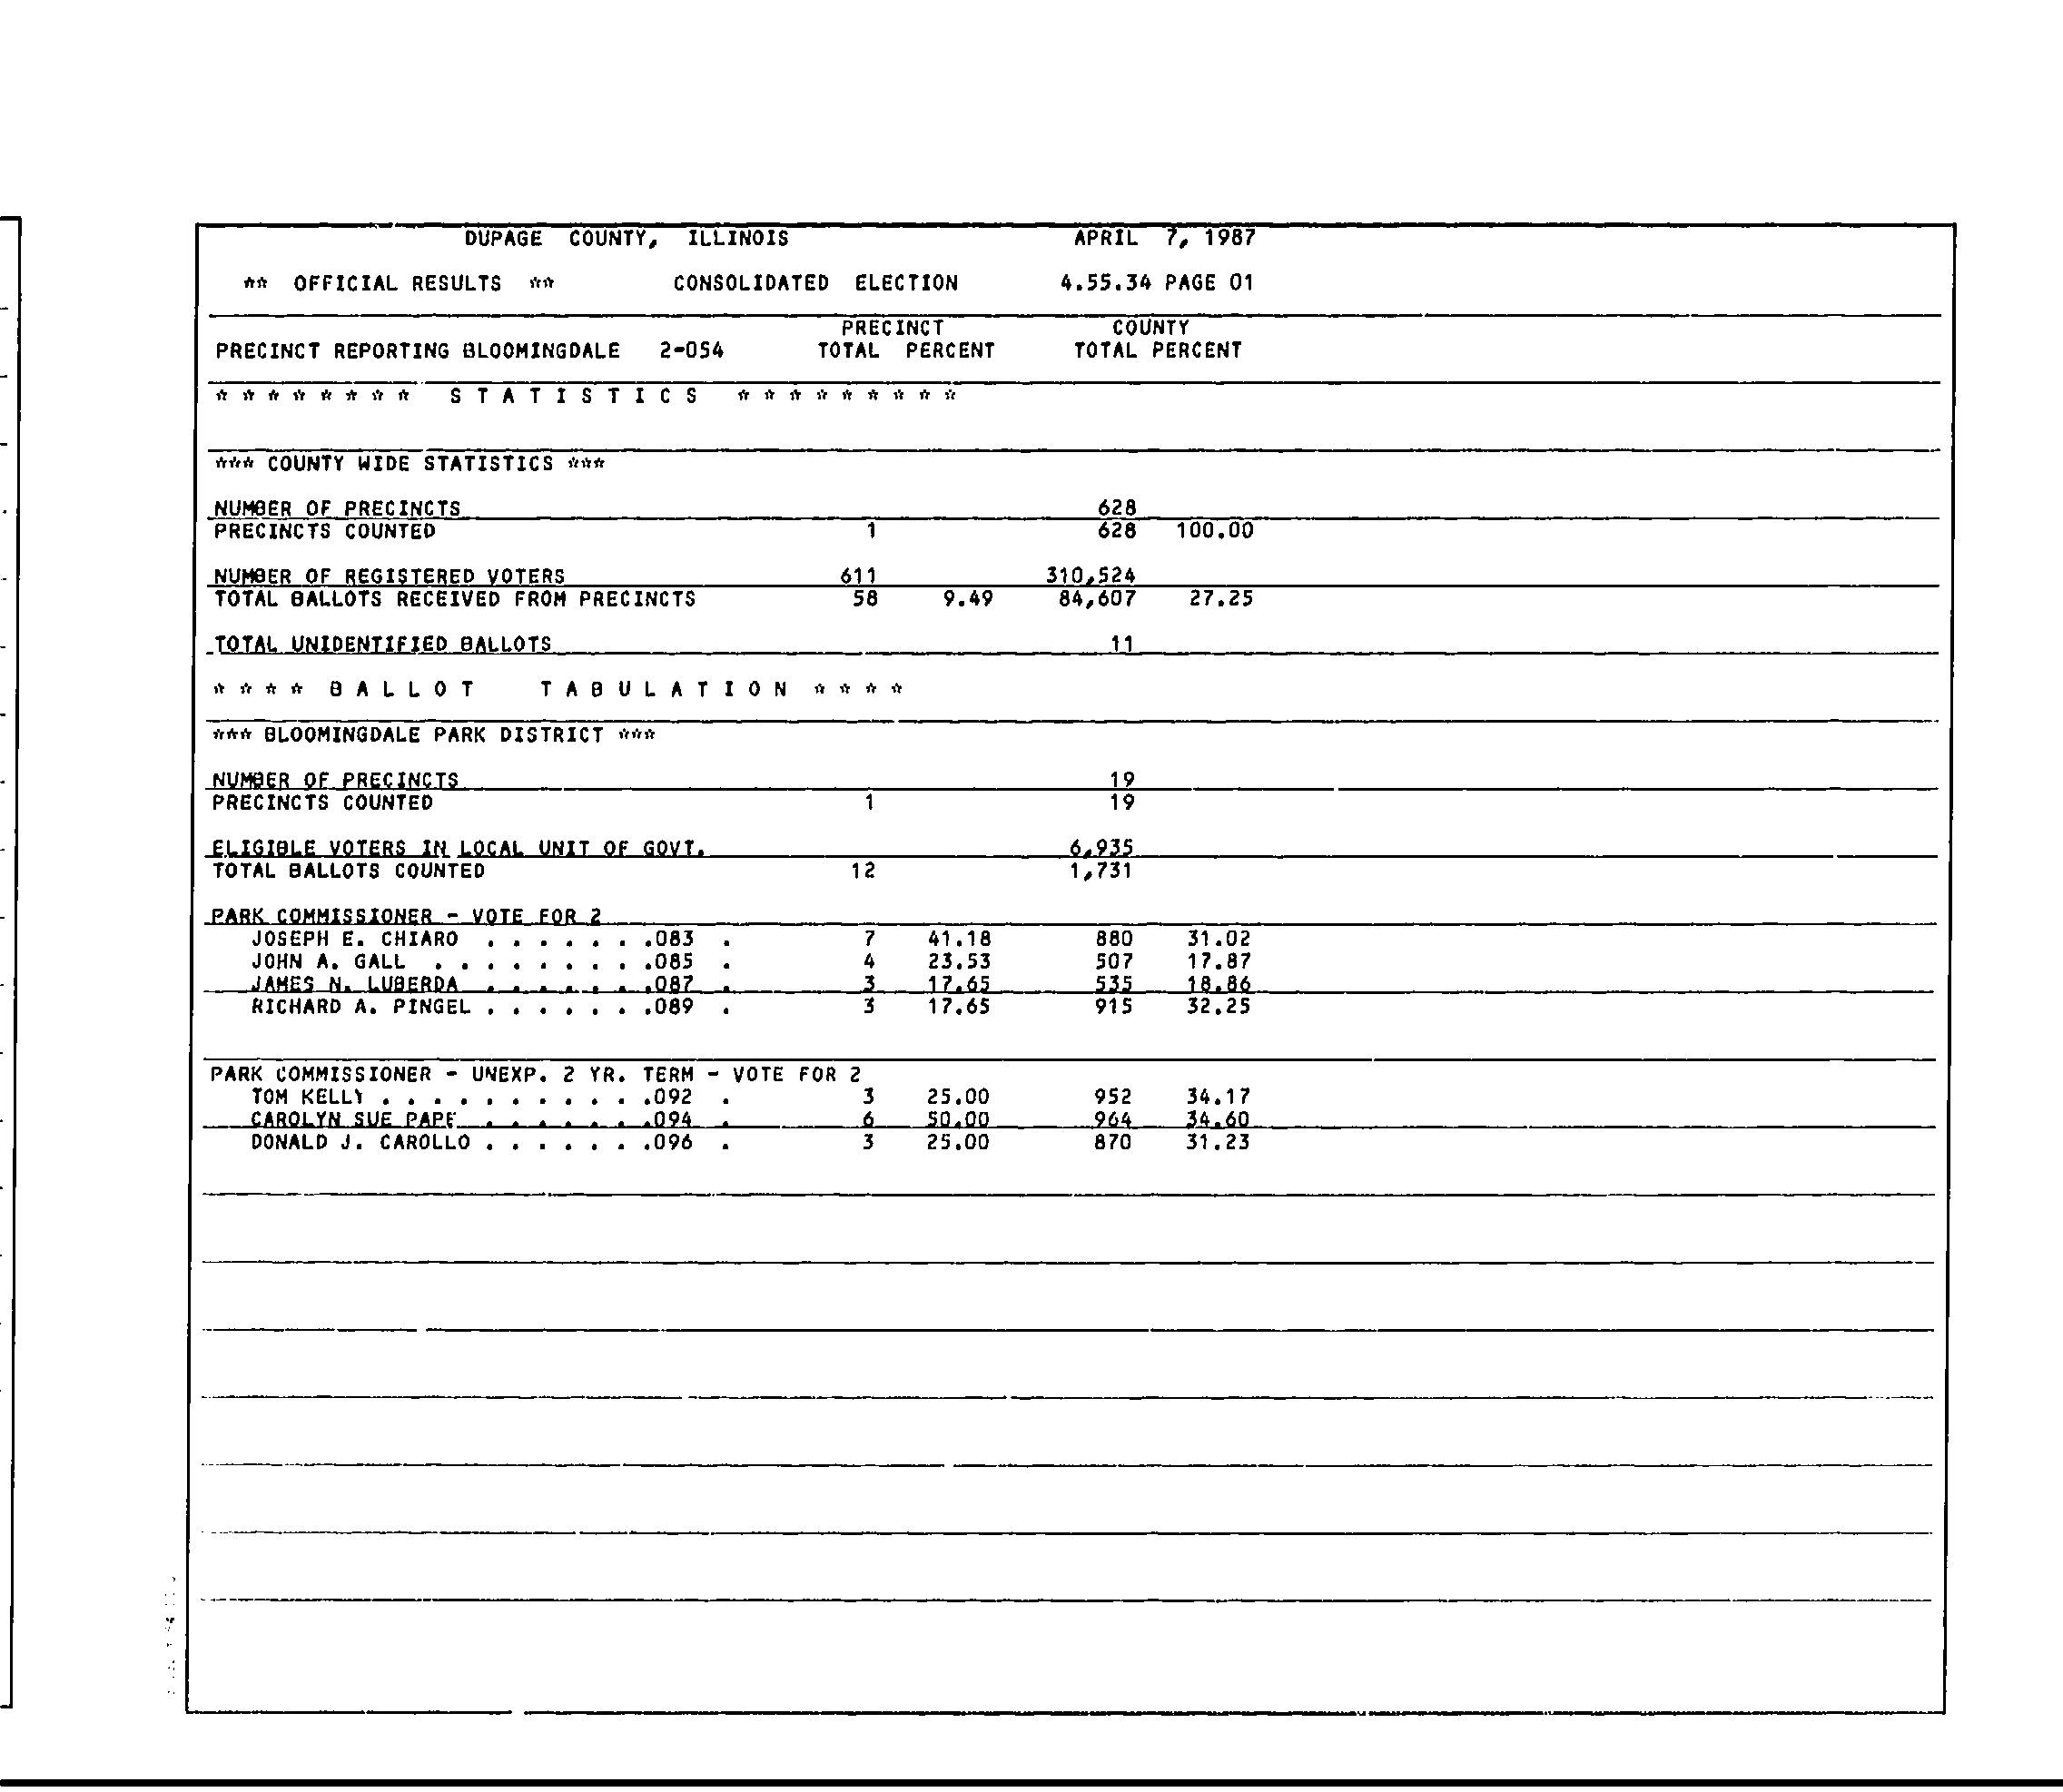 DUPAGE COUNTY, ILLINOIS APRIL 7, 1987
** OFFICIAL RESULTS ** CONSOLIDATED ELECTION 4.55.34 PAGE 01
PRECINCT COUNTY
PRECINCT REPORTING BLOOMINGDALE 2-054 TOTAL PERCENT TOTAL PERCENT
* * * * * * * * S T A T I S T I C S * * * * * * * * *
*** COUNTY WIDE STATISTICS ***
NUMBER OF PRECINCTS 628
PRECINCTS COUNTED 1 628 100.00
NUMBER OF REGISTERED VOTERS 611 310,524
TOTAL BALLOTS RECEIVED FROM PRECINCTS 58 9.49 84,607 27.25
TOTAL UNIDENTIFIED BALLOTS 11
* * * * B A L L O T T A B U L A T I O N * * * *
*** BLOOMINGDALE PARK DISTRICT ***
NUMBER OF PRECINCTS 19
PRECINCTS COUNTED 1 19
ELIGIBLE VOTERS IN LOCAL UNIT OF GOVT. 6,935
TOTAL BALLOTS COUNTED 12 1,731
PARK COMMISSIONER - VOTE FOR 2
JOSEPH E. CHIARO . . . . . . .083 . 7 41.18 880 31.02
JOHN A. GALL . . . . . . . . .085 . 4 23.53 507 17.87
JAMES N. LUBERDA . . . . . . .087 . 3 17.65 535 18.86
RICHARD A. PINGEL . . . . . . .089 . 3 17.65 915 32.25
PARK COMMISSIONER - UNEXP. 2 YR. TERM - VOTE FOR 2
TOM KELLY . . . . . . . . . . .092 . 3 25.00 952 34.17
CAROLYN SUE PAPE . . . . . . .094 . 6 50.00 964 34.60
DONALD J. CAROLLO . . . . . . .096 . 3 25.00 870 31.23